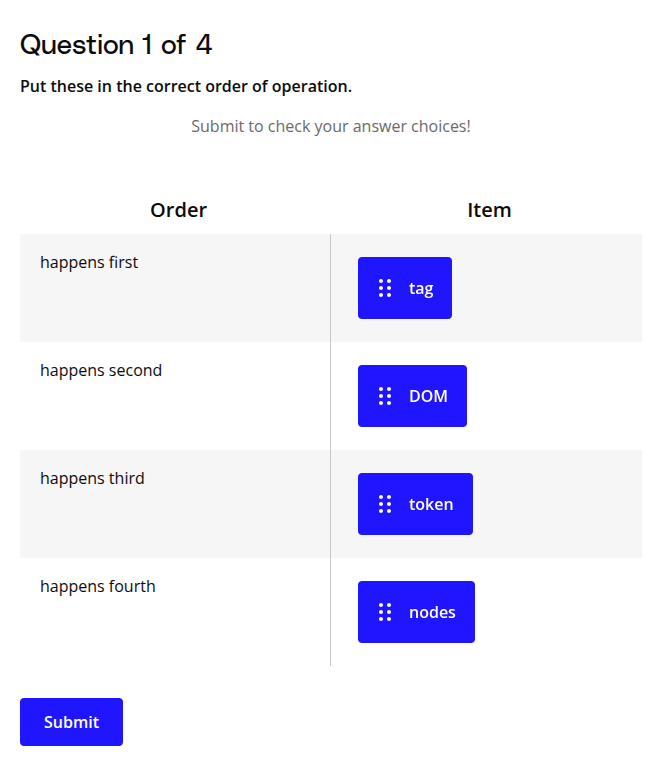 Question 1 of 4
Put these in the correct order of operation.
Submit to check your answer choices!
Order Item
happens first tag
happens second DOM
happens third token
happens fourth nodes
Submit